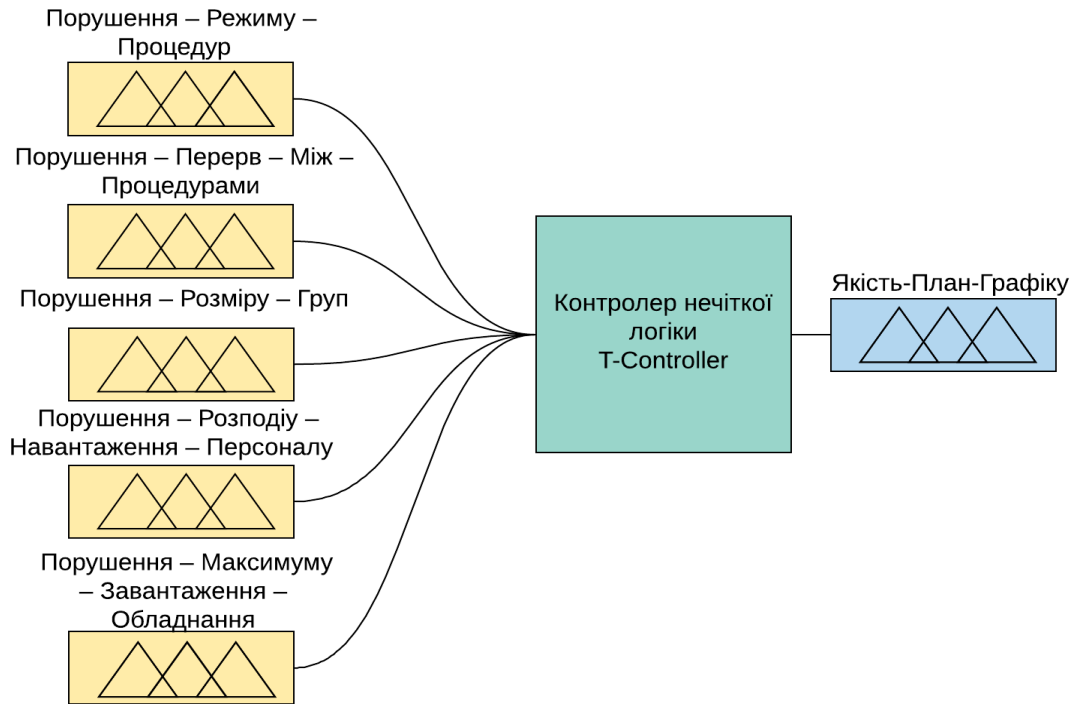 Порушення – Режиму –
Процедур
Порушення – Перерв – Між –
Процедурами
Порушення – Розміру – Груп
Порушення – Розподіу –
Навантаження – Персоналу
Порушення – Максимуму
– Завантаження –
Обладнання
Контролер нечіткої
логіки
T-Controller
Якість-План-Графіку